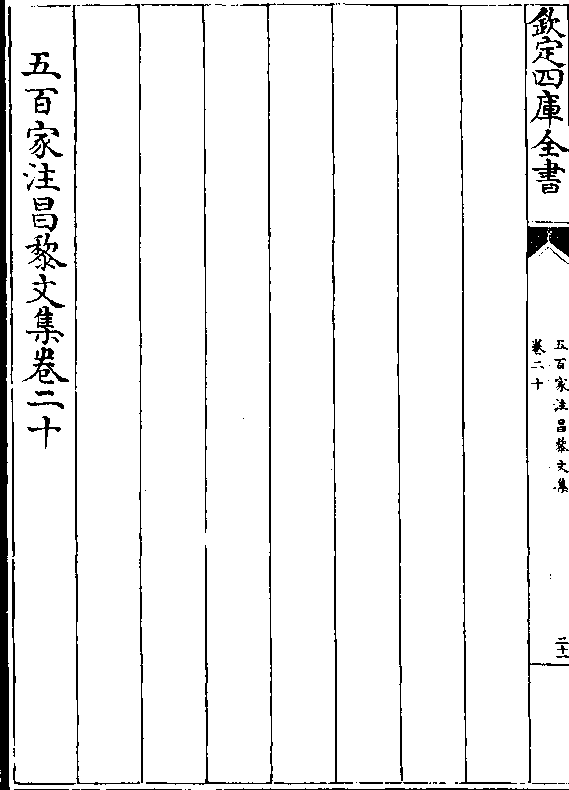 欽定四庫全書
五百家注昌黎文集
卷二十
二十一
五百家注昌黎文集卷二十